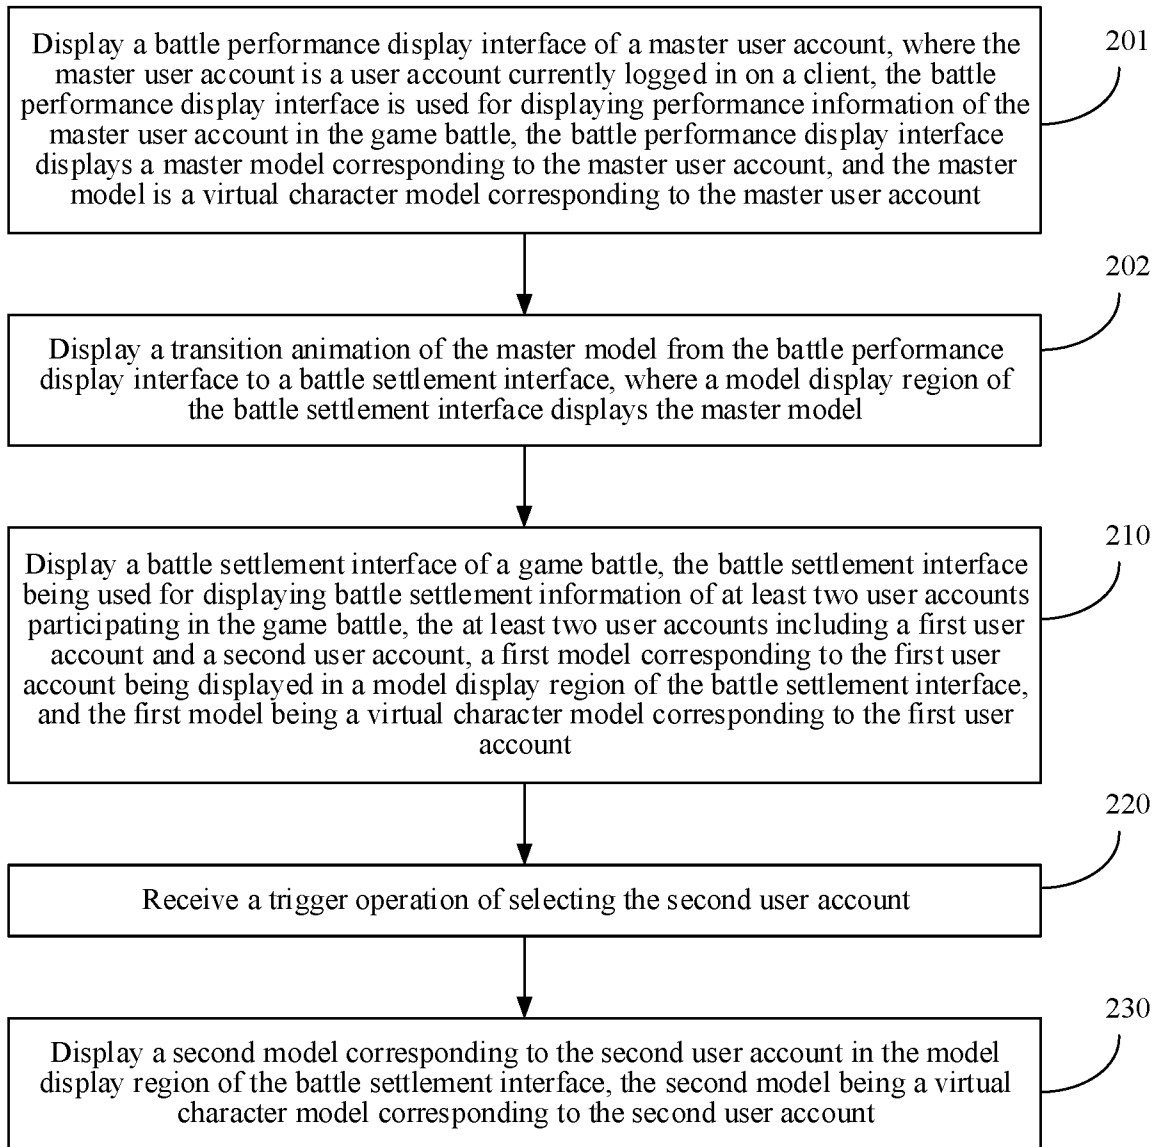 Display a battle performance display interface of a master user account, where the
master user account is a user account currently logged in on a client, the battle
performance display interface is used for displaying performance information of the
master user account in the game battle, the battle performance display interface
displays a master model corresponding to the master user account, and the master
model is a virtual character model corresponding to the master user account
201
Display a transition animation of the master model from the battle performance
display interface to a battle settlement interface, where a model display region of
the battle settlement interface displays the master model
202
Display a battle settlement interface of a game battle, the battle settlement interface
being used for displaying battle settlement information of at least two user accounts
participating in the game battle, the at least two user accounts including a first user
account and a second user account, a first model corresponding to the first user
account being displayed in a model display region of the battle settlement interface,
and the first model being a virtual character model corresponding to the first user
account
210
Receive a trigger operation of selecting the second user account
220
Display a second model corresponding to the second user account in the model
display region of the battle settlement interface, the second model being a virtual
character model corresponding to the second user account
230